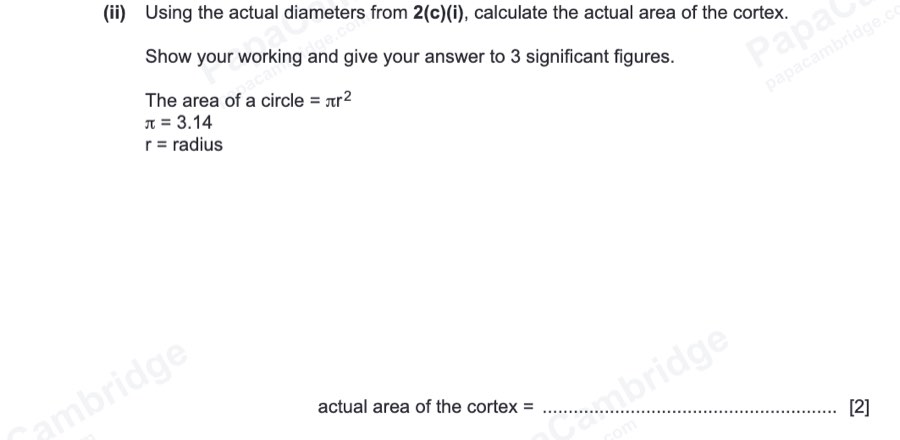 (ii) Using the actual diameters from 2(c)(i), calculate the actual area of the cortex.
Show your working and give your answer to 3 significant figures.
The area of a circle = πr²
π = 3.14
r = radius
actual area of the cortex = .......................................................... [2]